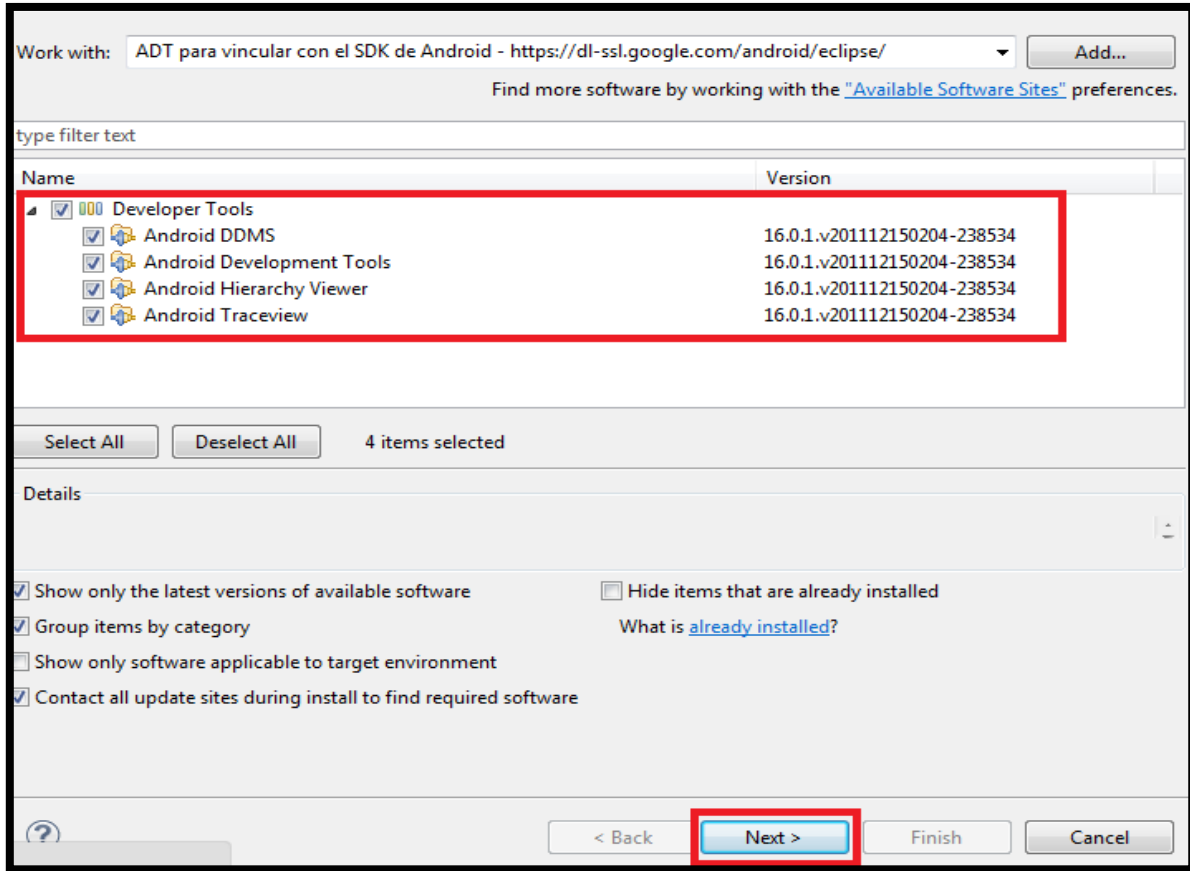 Work with: ADT para vincular con el SDK de Android - https://dl-ssl.google.com/android/eclipse/ Add...
Find more software by working with the "Available Software Sites" preferences.
type filter text
Name Version
Developer Tools
Android DDMS 16.0.1.v201112150204-238534
Android Development Tools 16.0.1.v201112150204-238534
Android Hierarchy Viewer 16.0.1.v201112150204-238534
Android Traceview 16.0.1.v201112150204-238534
Select All Deselect All 4 items selected
Details
Show only the latest versions of available software Hide items that are already installed
Group items by category What is already installed?
Show only software applicable to target environment
Contact all update sites during install to find required software
? < Back Next > Finish Cancel